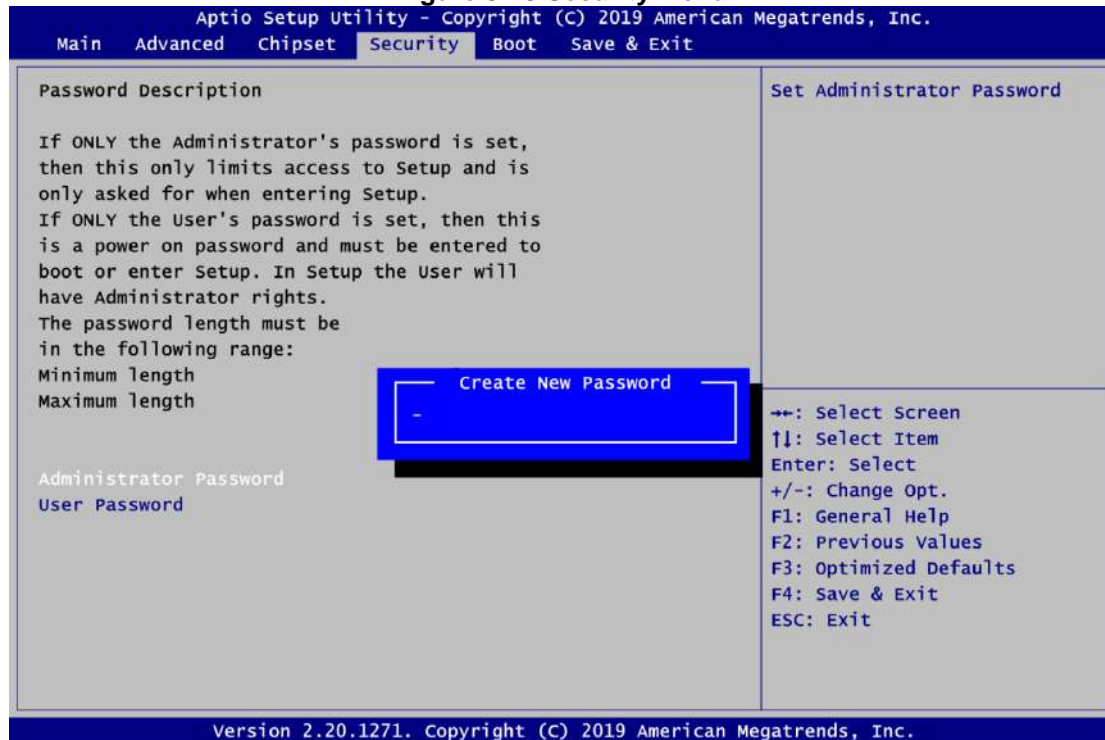 Aptio Setup Utility - Copyright (C) 2019 American Megatrends, Inc.
Main Advanced Chipset Security Boot Save & Exit
Password Description
If ONLY the Administrator's password is set,
then this only limits access to Setup and is
only asked for when entering Setup.
If ONLY the User's password is set, then this
is a power on password and must be entered to
boot or enter Setup. In Setup the User will
have Administrator rights.
The password length must be
in the following range:
Minimum length
Maximum length
Administrator Password
User Password
Create New Password
-
Set Administrator Password
→←: Select Screen
↑↓: Select Item
Enter: Select
+/-: Change Opt.
F1: General Help
F2: Previous Values
F3: Optimized Defaults
F4: Save & Exit
ESC: Exit
Version 2.20.1271. Copyright (C) 2019 American Megatrends, Inc.